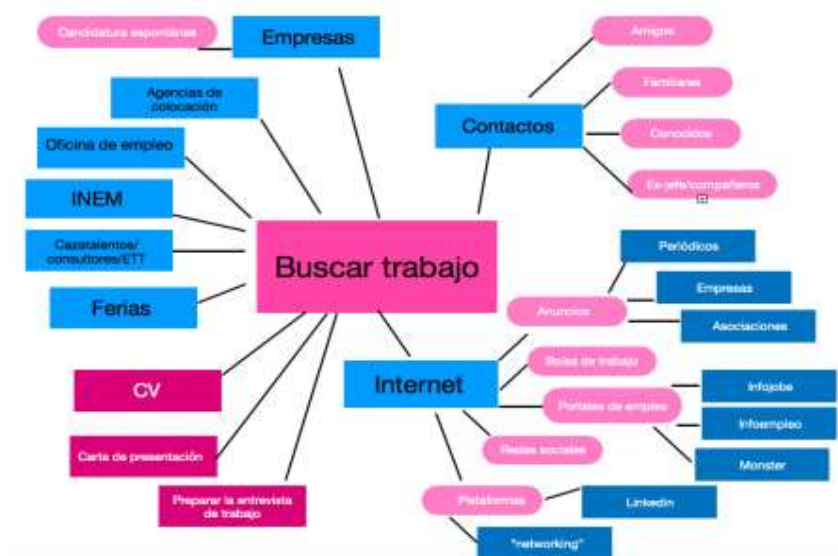 Candidatura espontánea
Empresas
Agencias de
colocación
Oficina de empleo
INEM
Cazatalentos/
consultores/ETT
Ferias
Buscar trabajo
Contactos
Amigos
Familiares
Conocidos
Ex-jefe/compañeros
Periódicos
Empresas
Asociaciones
Anuncios
Bolsa de trabajo
Internet
Portales de empleo
Infojobs
Infoempleo
Monster
Redes sociales
Plataformas
Linkedin
"networking"
CV
Carta de presentación
Preparar la entrevista
de trabajo